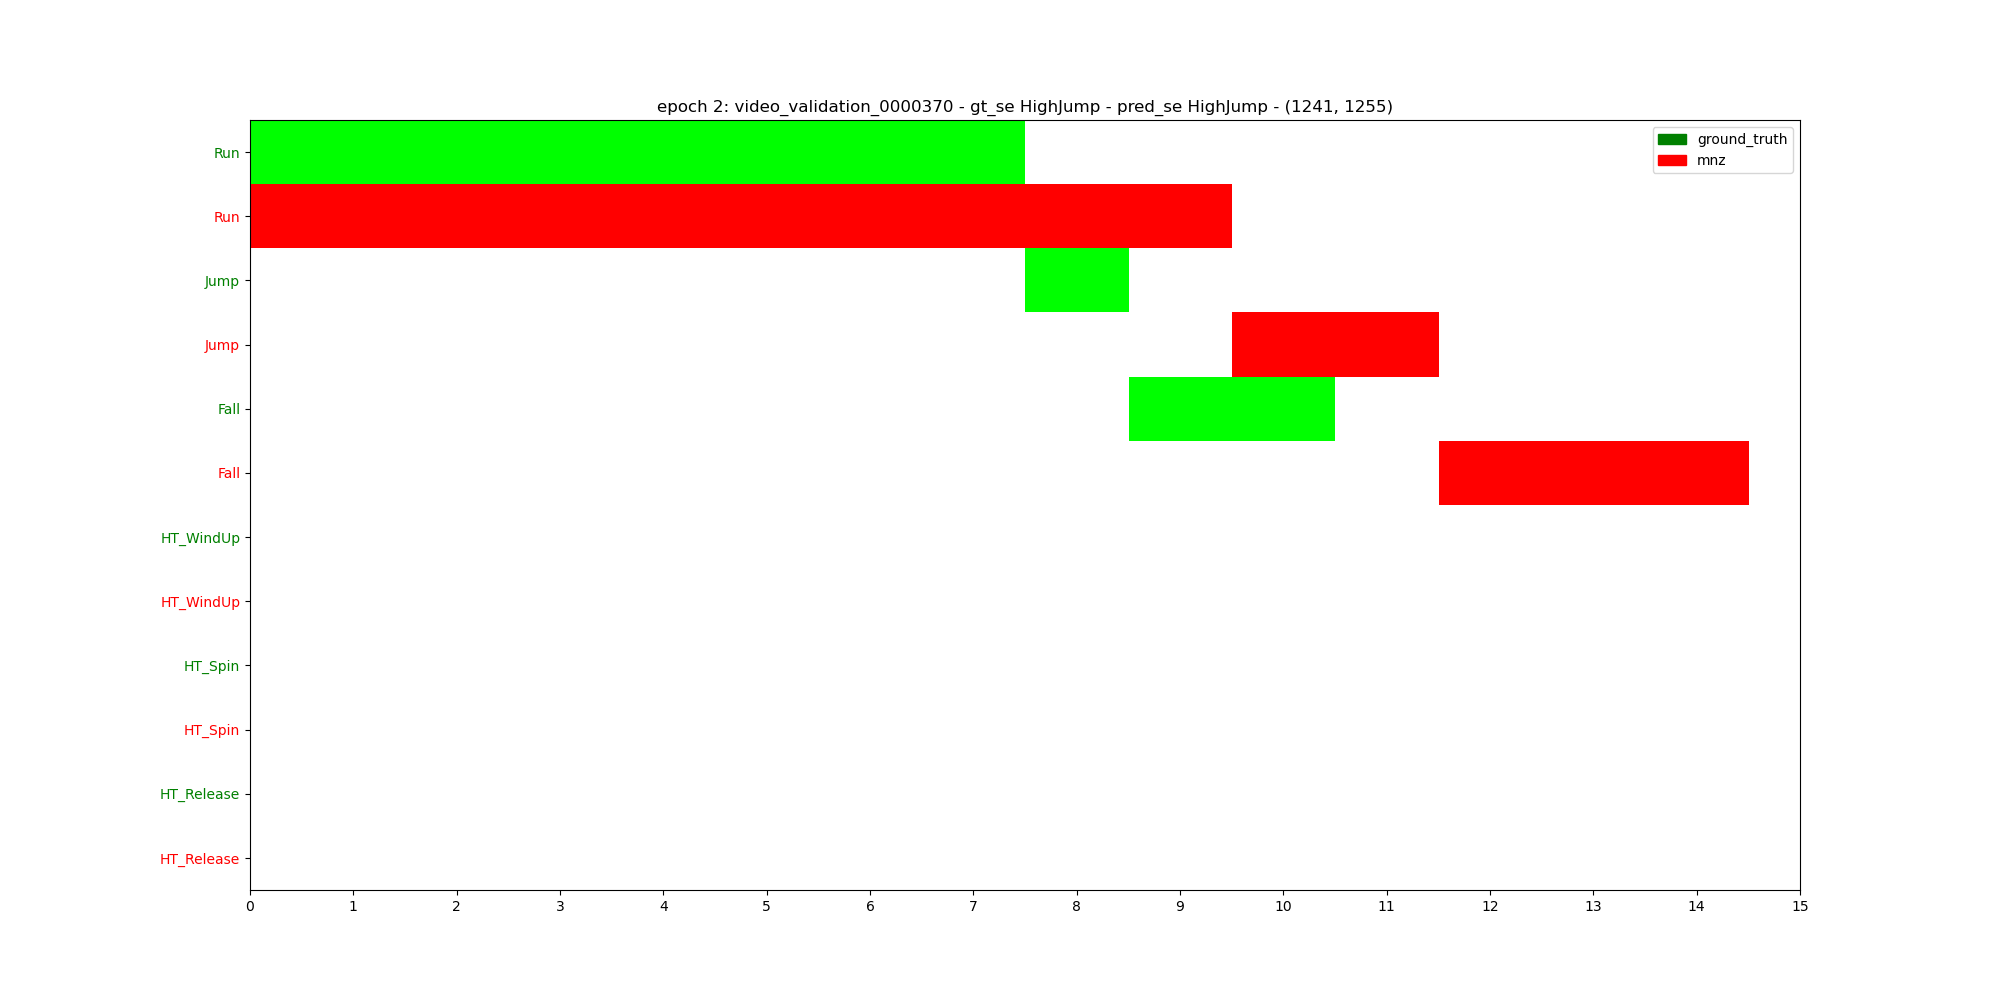 epoch 2: video_validation_0000370 - gt_se HighJump - pred_se HighJump - (1241, 1255)
ground_truth
mnz
Run
Run
Jump
Jump
Fall
Fall
HT_WindUp
HT_WindUp
HT_Spin
HT_Spin
HT_Release
HT_Release
0 1 2 3 4 5 6 7 8 9 10 11 12 13 14 15